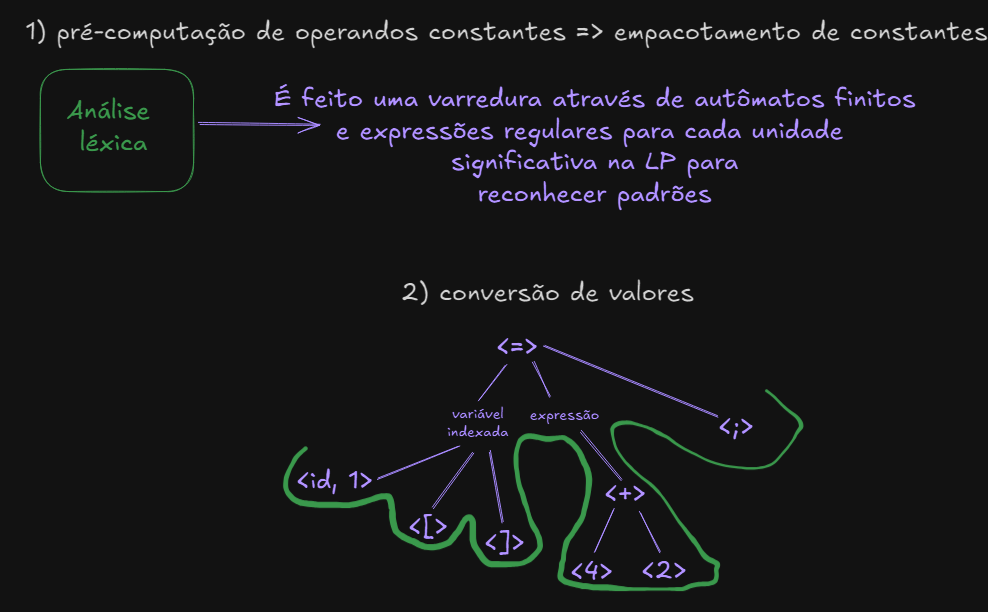 1) pré-computação de operandos constantes => empacotamento de constantes
Análise
léxica
É feito uma varredura através de autômatos finitos
e expressões regulares para cada unidade
significativa na LP para
reconhecer padrões
2) conversão de valores
<=>
variável
indexada
expressão
<;>
<id, 1>
<[>
<]>
<+>
<4>
<2>